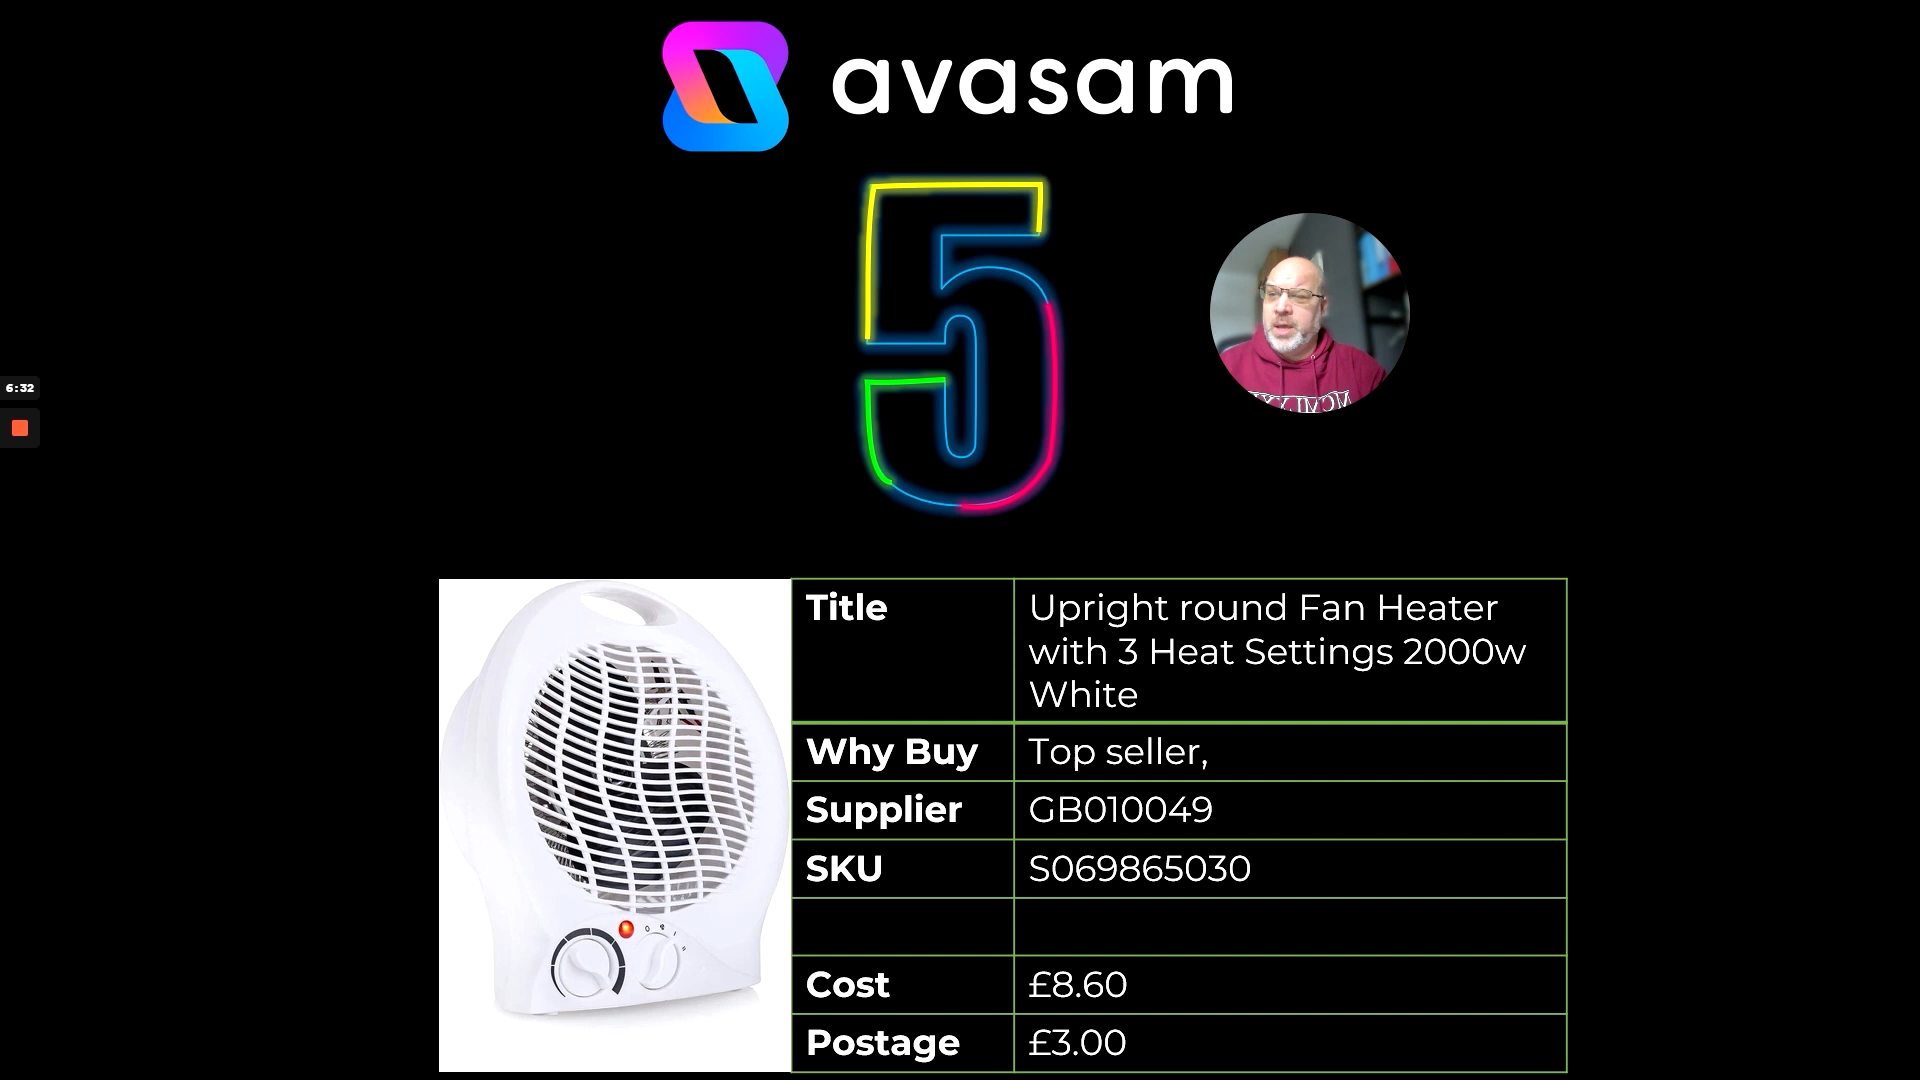 avasam
5
6:32
Title
Upright round Fan Heater
with 3 Heat Settings 2000w
White
Why Buy
Top seller,
Supplier
GB010049
SKU
S069865030
Cost
£8.60
Postage
£3.00